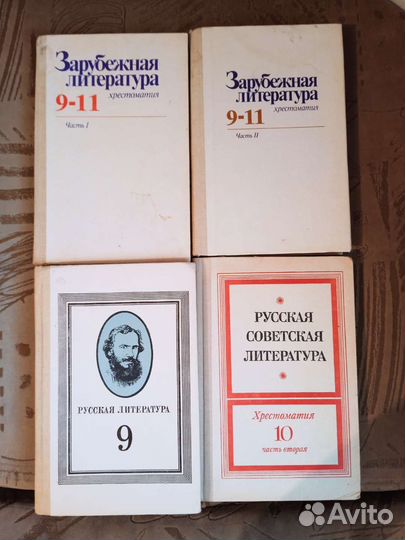 Зарубежная
литература
9-11 хрестоматия
Часть I
Зарубежная
литература
9-11 хрестоматия
Часть II
РУССКАЯ ЛИТЕРАТУРА
9
РУССКАЯ
СОВЕТСКАЯ
ЛИТЕРАТУРА
Хрестоматия
10
часть вторая
Avito